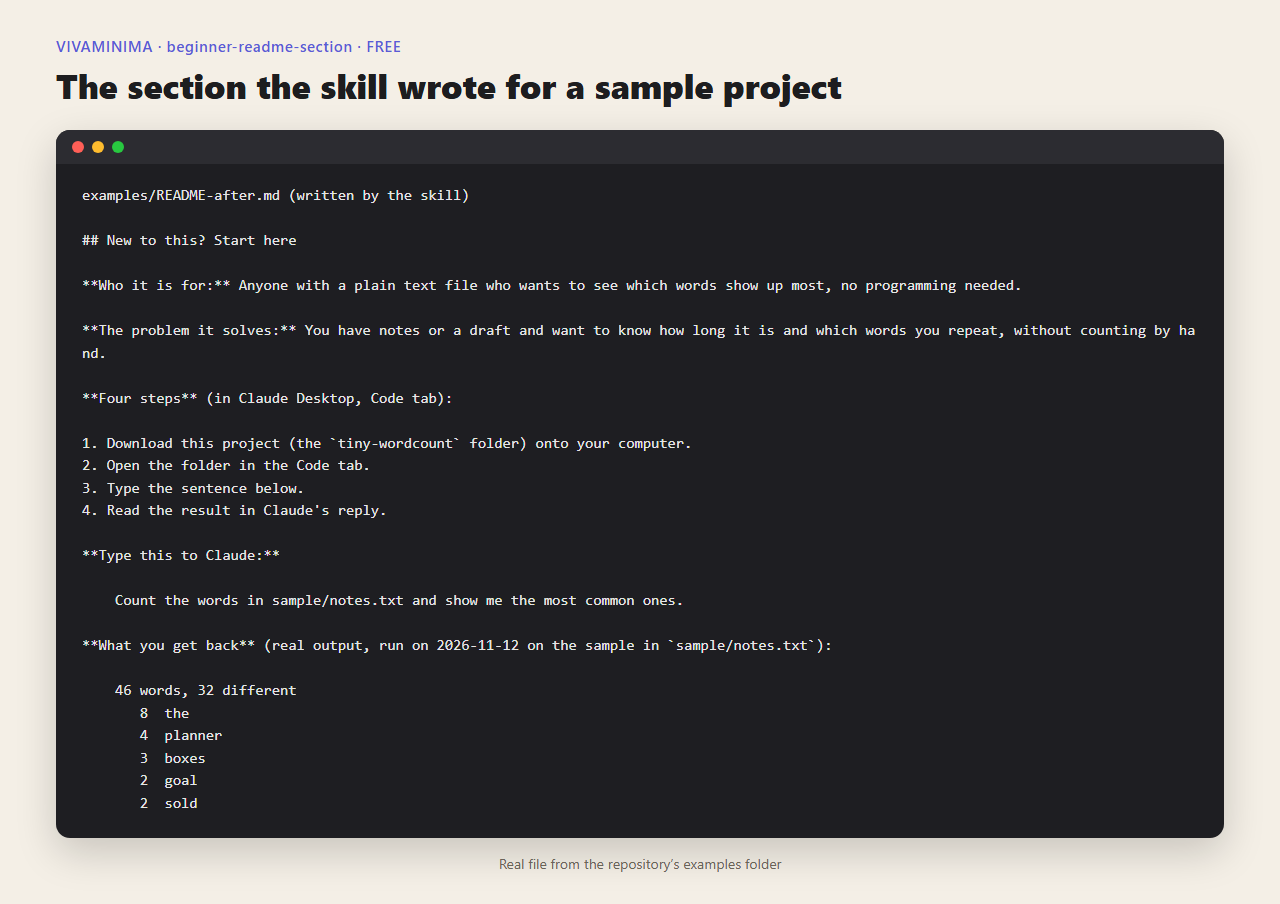 VIVAMINIMA · beginner-readme-section · FREE
The section the skill wrote for a sample project
examples/README-after.md (written by the skill)
## New to this? Start here
**Who it is for:** Anyone with a plain text file who wants to see which words show up most, no programming needed.
**The problem it solves:** You have notes or a draft and want to know how long it is and which words you repeat, without counting by ha
nd.
**Four steps** (in Claude Desktop, Code tab):
1. Download this project (the `tiny-wordcount` folder) onto your computer.
2. Open the folder in the Code tab.
3. Type the sentence below.
4. Read the result in Claude's reply.
**Type this to Claude:**
    Count the words in sample/notes.txt and show me the most common ones.
**What you get back** (real output, run on 2026-11-12 on the sample in `sample/notes.txt`):
    46 words, 32 different
       8  the
       4  planner
       3  boxes
       2  goal
       2  sold
Real file from the repository’s examples folder